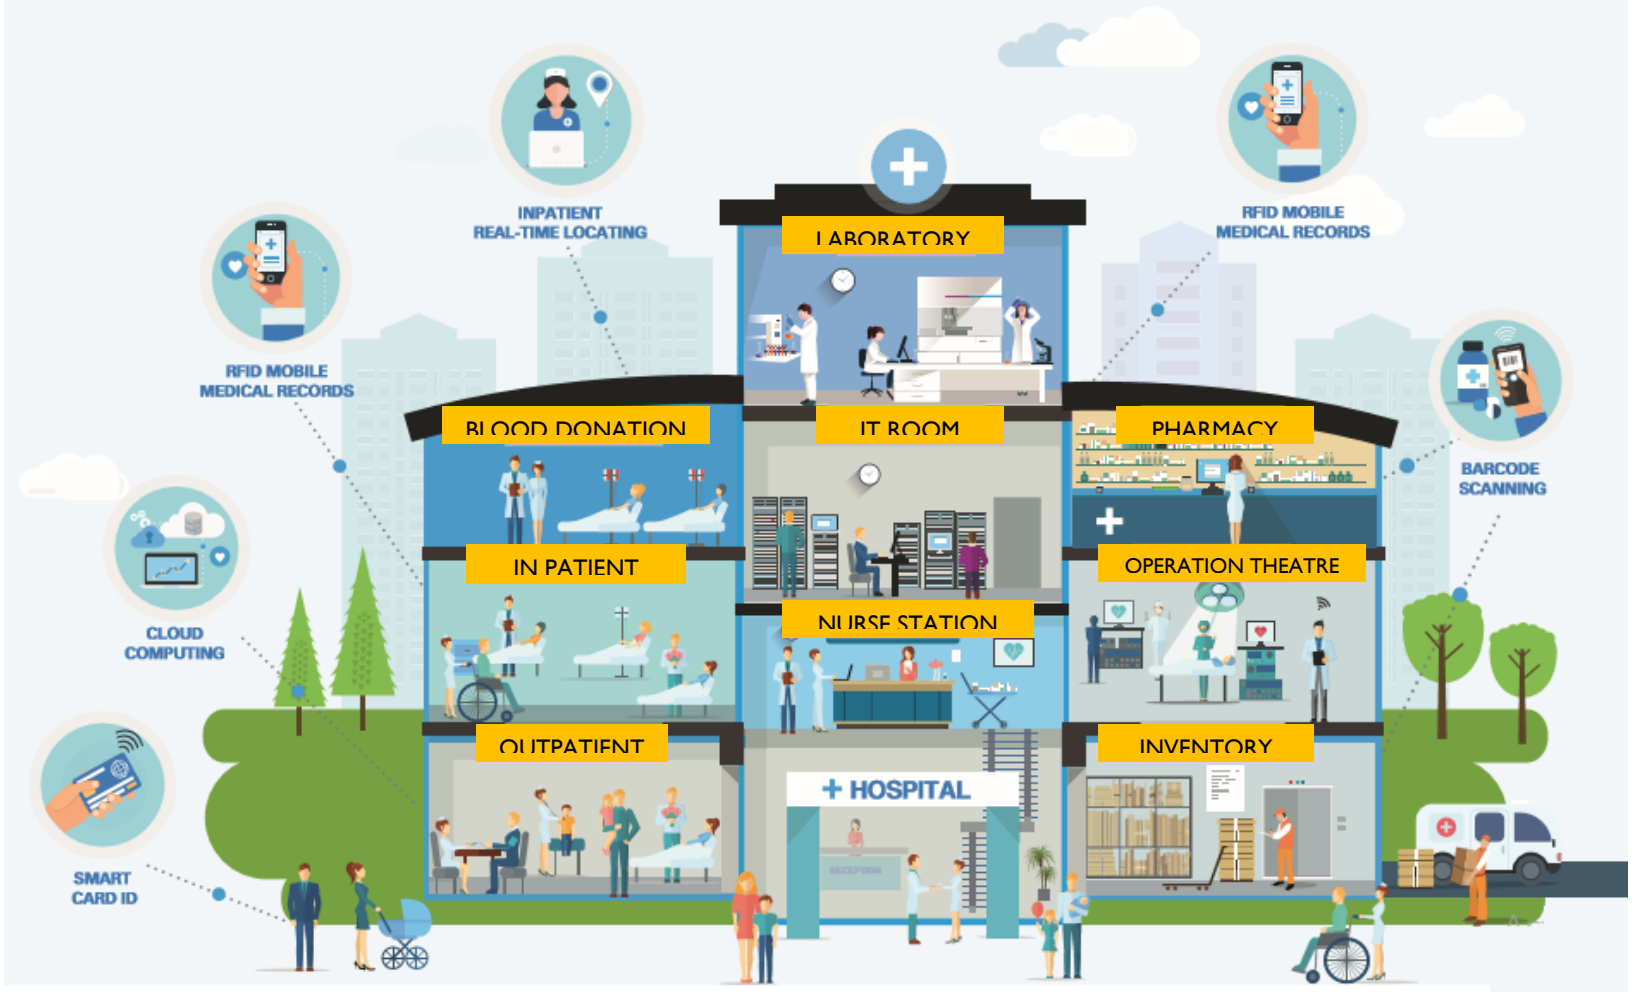 INPATIENT
REAL-TIME LOCATING
RFID MOBILE
MEDICAL RECORDS
LABORATORY
RFID MOBILE
MEDICAL RECORDS
BLOOD DONATION
IT ROOM
PHARMACY
BARCODE
SCANNING
IN PATIENT
OPERATION THEATRE
NURSE STATION
CLOUD
COMPUTING
OUTPATIENT
INVENTORY
HOSPITAL
RECEPTION
SMART
CARD ID